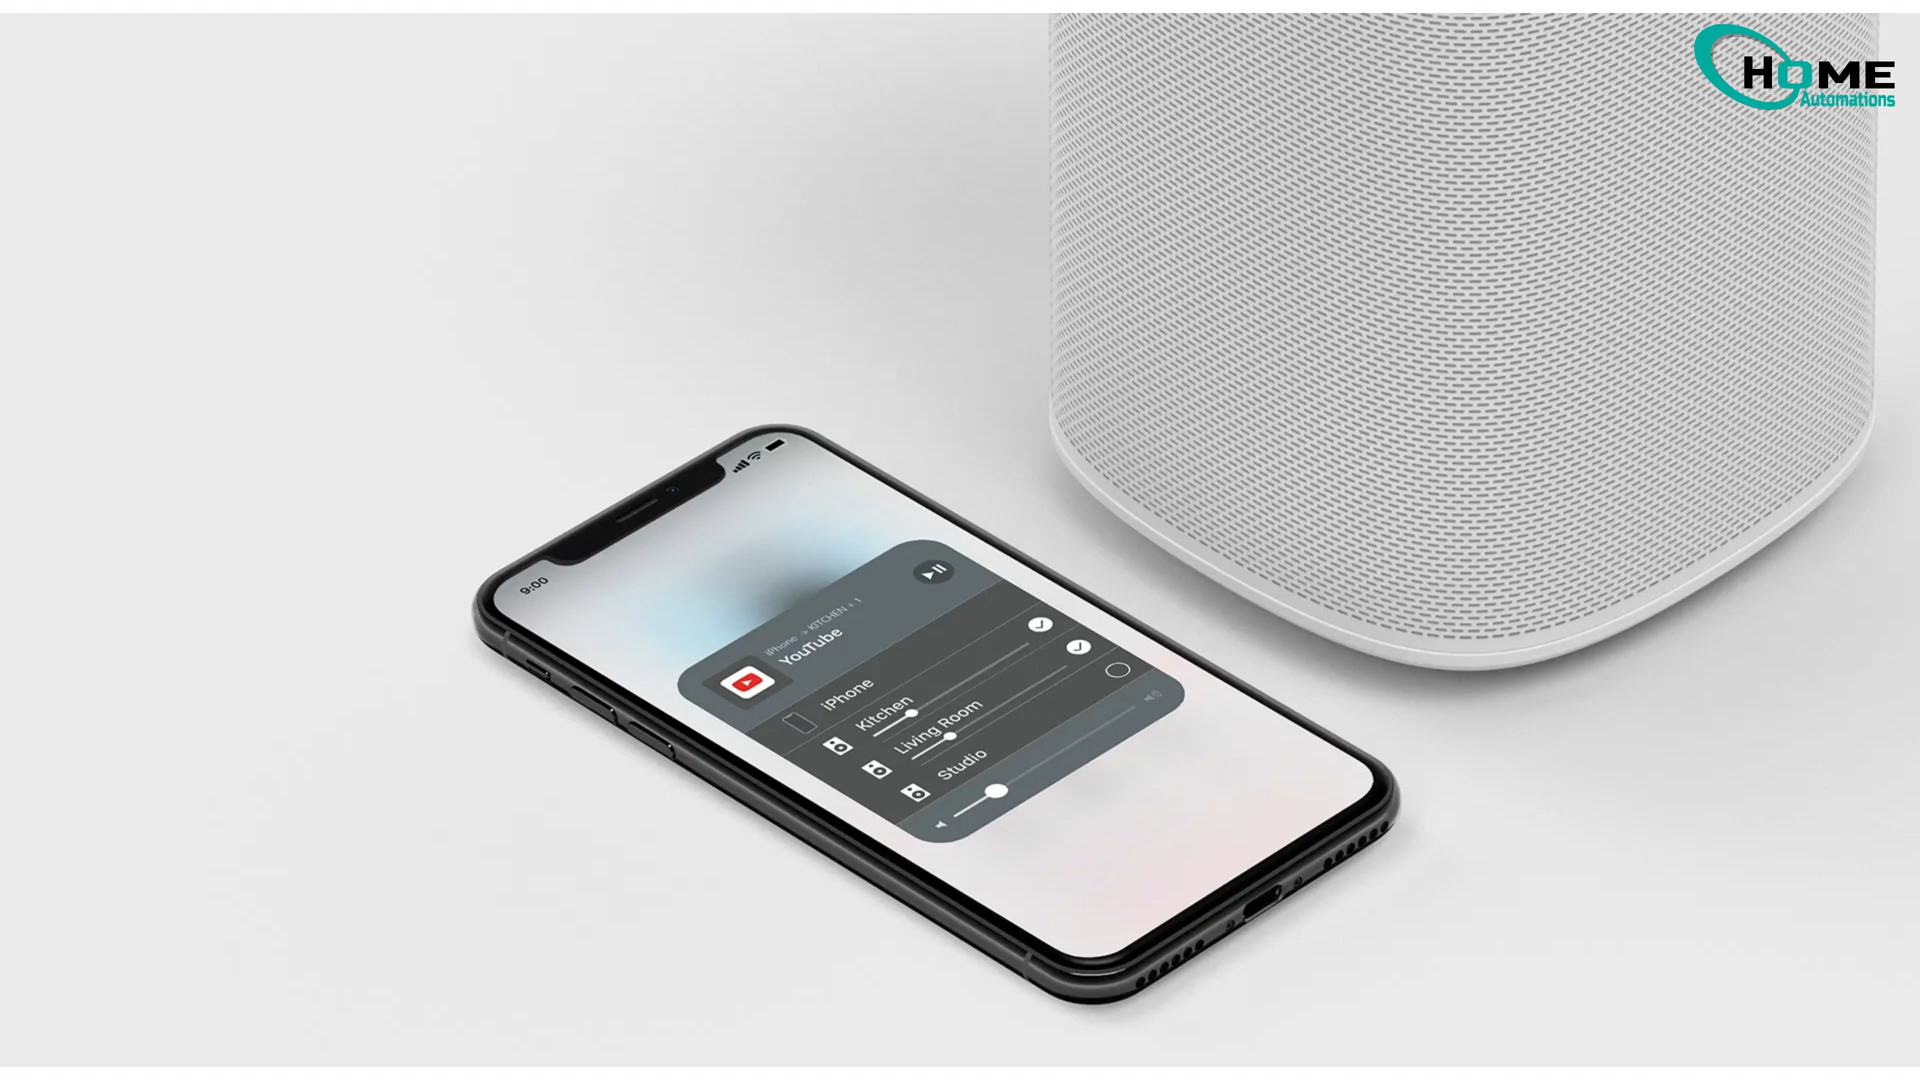 HOME
Automations
9:00
iPhone → KITCHEN + 1
YouTube
iPhone
Kitchen
Living Room
Studio